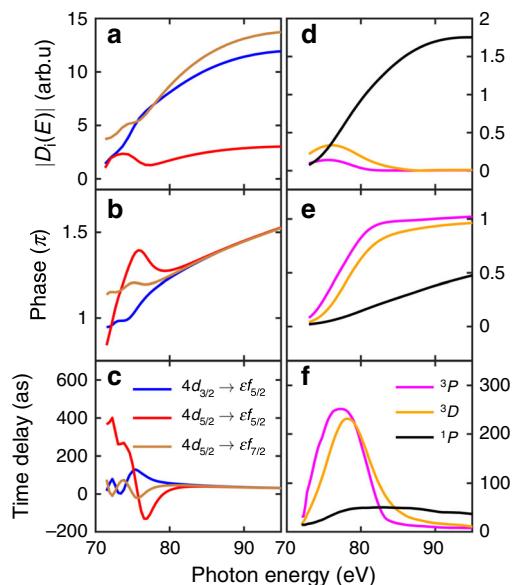 a
d
|Dᵢ(E)| (arb.u)
15
10
5
0
2
1.5
1
0.5
0
b
e
Phase (π)
1.5
1
1
0.5
0
c
f
Time delay (as)
600
400
200
0
−200
4d₃/₂ → εf₅/₂
4d₅/₂ → εf₅/₂
4d₅/₂ → εf₇/₂
³P
³D
¹P
300
200
100
0
70 80 90 70 80 90
Photon energy (eV)